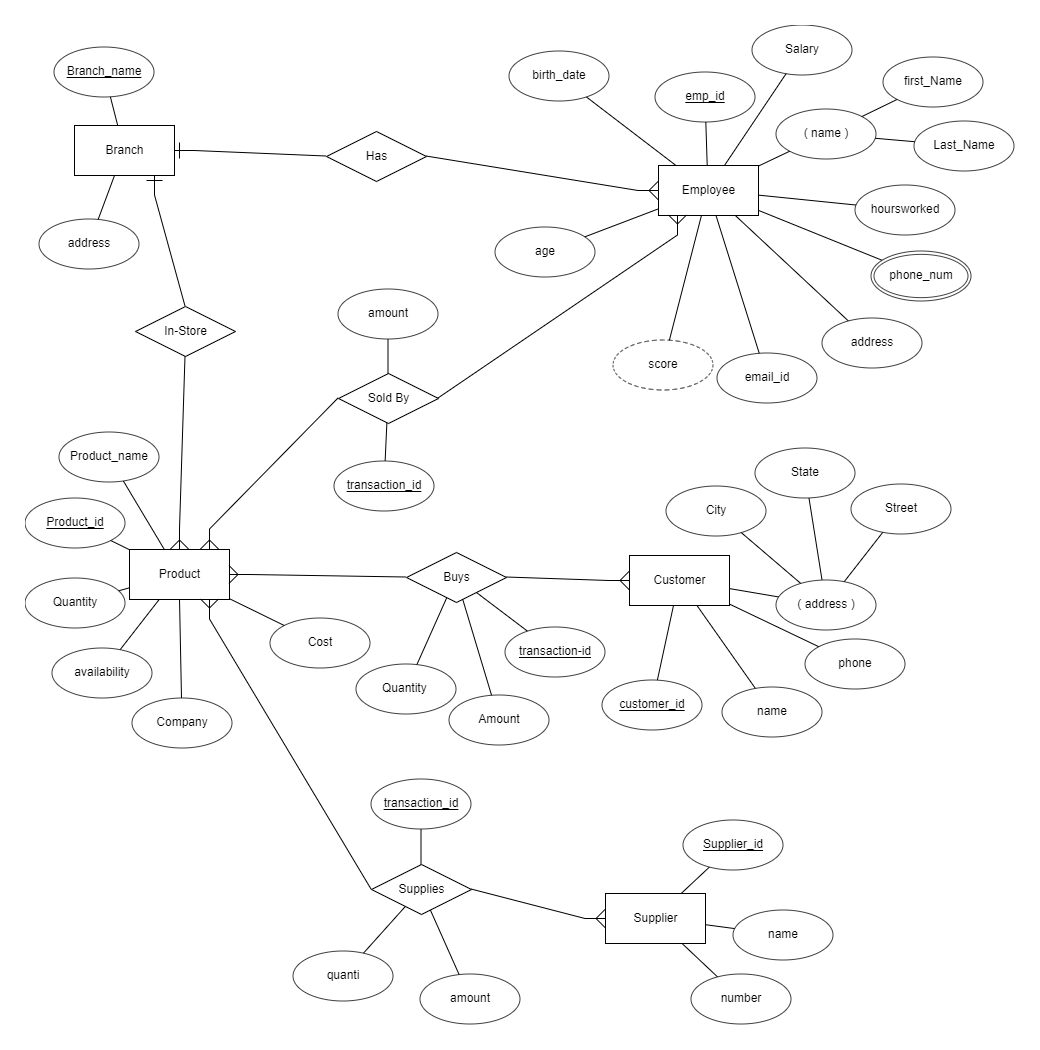 Salary
Branch_name
birth_date
first_Name
emp_id
( name )
Last_Name
Branch
Has
Employee
hoursworked
address
age
phone_num
amount
In-Store
address
score
email_id
Sold By
Product_name
State
transaction_id
City
Street
Product_id
Product
Buys
Customer
Quantity
( address )
Cost
transaction-id
phone
availability
Quantity
customer_id
name
Company
Amount
transaction_id
Supplier_id
Supplies
Supplier
name
quanti
amount
number